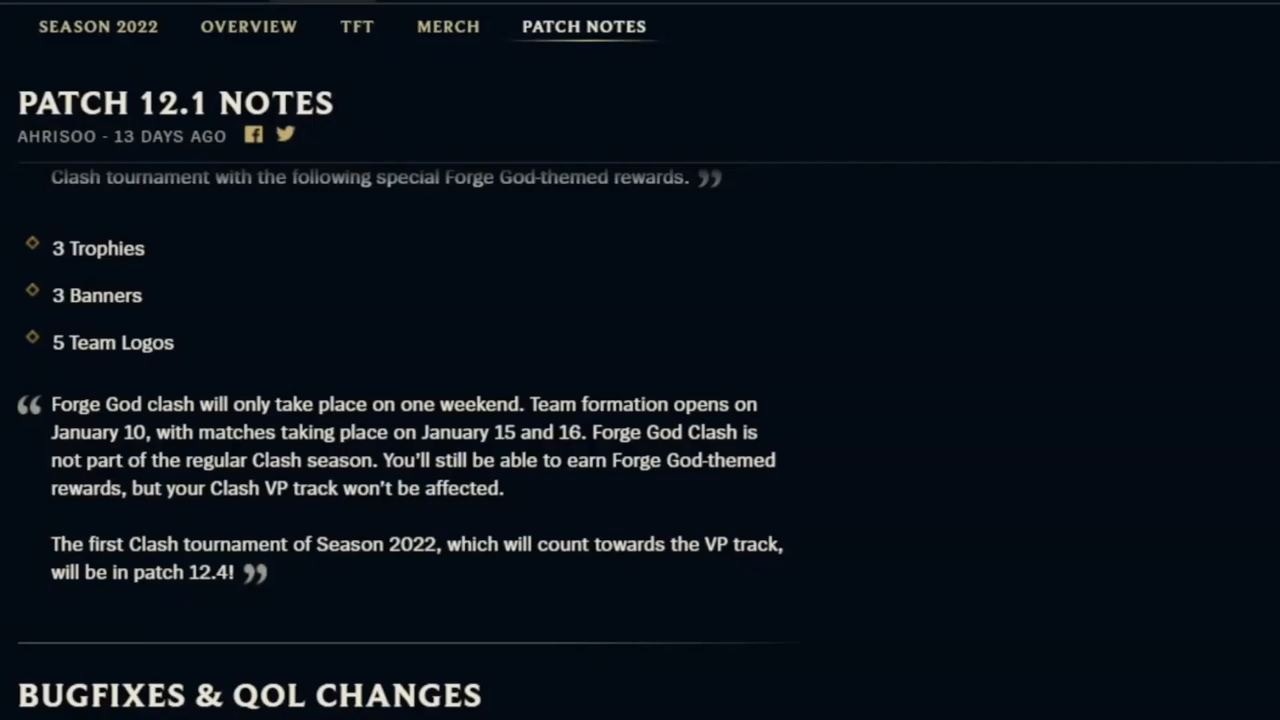 SEASON 2022 OVERVIEW TFT MERCH PATCH NOTES
PATCH 12.1 NOTES
AHRISOO - 13 DAYS AGO
Clash tournament with the following special Forge God-themed rewards. ”
3 Trophies
3 Banners
5 Team Logos
“ Forge God clash will only take place on one weekend. Team formation opens on
January 10, with matches taking place on January 15 and 16. Forge God Clash is
not part of the regular Clash season. You’ll still be able to earn Forge God-themed
rewards, but your Clash VP track won’t be affected.
The first Clash tournament of Season 2022, which will count towards the VP track,
will be in patch 12.4! ”
BUGFIXES & QOL CHANGES